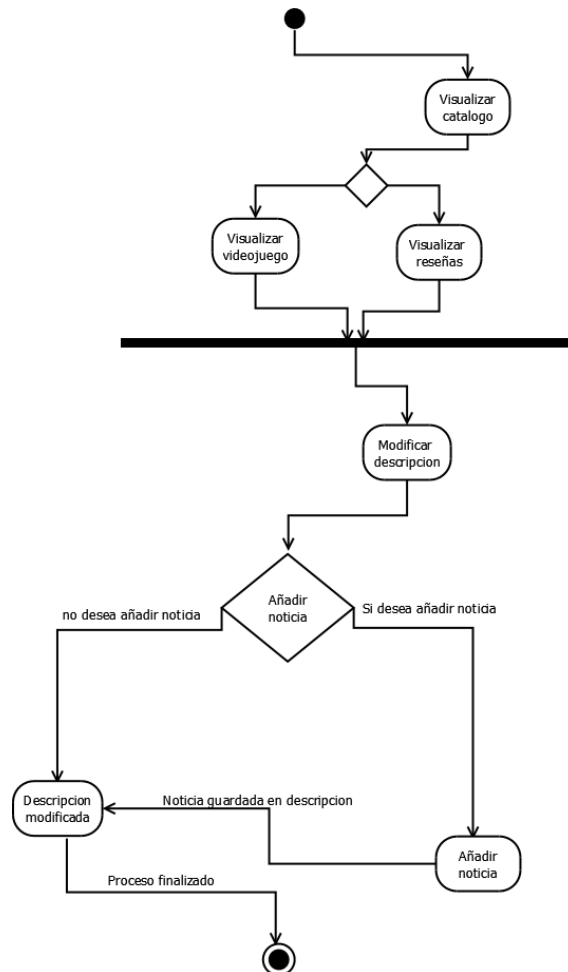 Visualizar
catalogo
Visualizar
videojuego
Visualizar
reseñas
Modificar
descripcion
Añadir
noticia
no desea añadir noticia
Si desea añadir noticia
Descripcion
modificada
Noticia guardada en descripcion
Añadir
noticia
Proceso finalizado